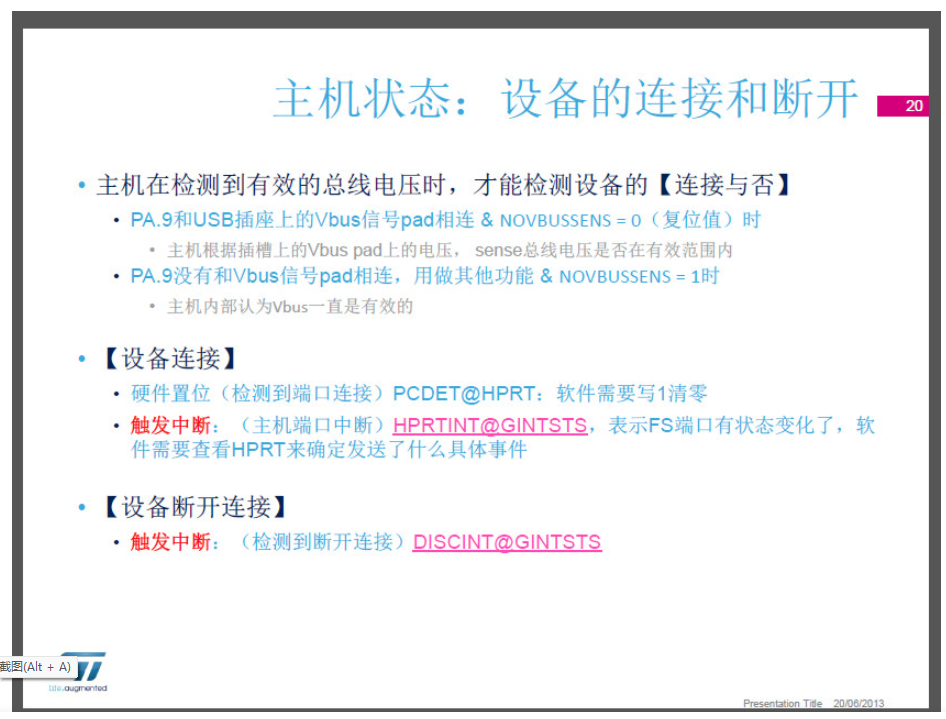 主机状态：设备的连接和断开
20
• 主机在检测到有效的总线电压时，才能检测设备的【连接与否】
• PA.9和USB插座上的Vbus信号pad相连 & NOVBUSSENS = 0（复位值）时
• 主机根据插槽上的Vbus pad上的电压， sense总线电压是否在有效范围内
• PA.9没有和Vbus信号pad相连，用做其他功能 & NOVBUSSENS = 1时
• 主机内部认为Vbus一直是有效的
• 【设备连接】
• 硬件置位（检测到端口连接）PCDET@HPRT：软件需要写1清零
• 触发中断：（主机端口中断）HPRTINT@GINTSTS，表示FS端口有状态变化了，软
件需要查看HPRT来确定发送了什么具体事件
• 【设备断开连接】
• 触发中断：（检测到断开连接）DISCINT@GINTSTS
截图(Alt + A)
life.augmented
Presentation Title 20/06/2013